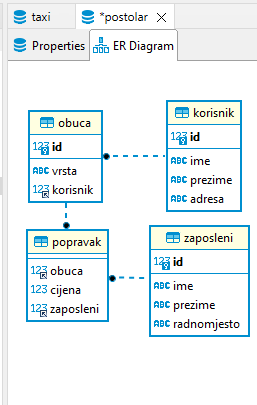 taxi
*postolar
Properties
ER Diagram
obuca
123 id
ABC vrsta
123 korisnik
korisnik
123 id
ABC ime
ABC prezime
ABC adresa
popravak
123 obuca
123 cijena
123 zaposleni
zaposleni
123 id
ABC ime
ABC prezime
ABC radnomjesto